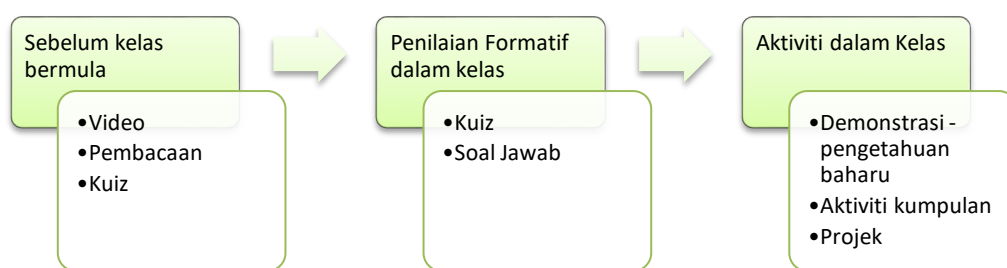 Sebelum kelas
bermula
•Video
•Pembacaan
•Kuiz
Penilaian Formatif
dalam kelas
•Kuiz
•Soal Jawab
Aktiviti dalam Kelas
•Demonstrasi -
pengetahuan
baharu
•Aktiviti kumpulan
•Projek